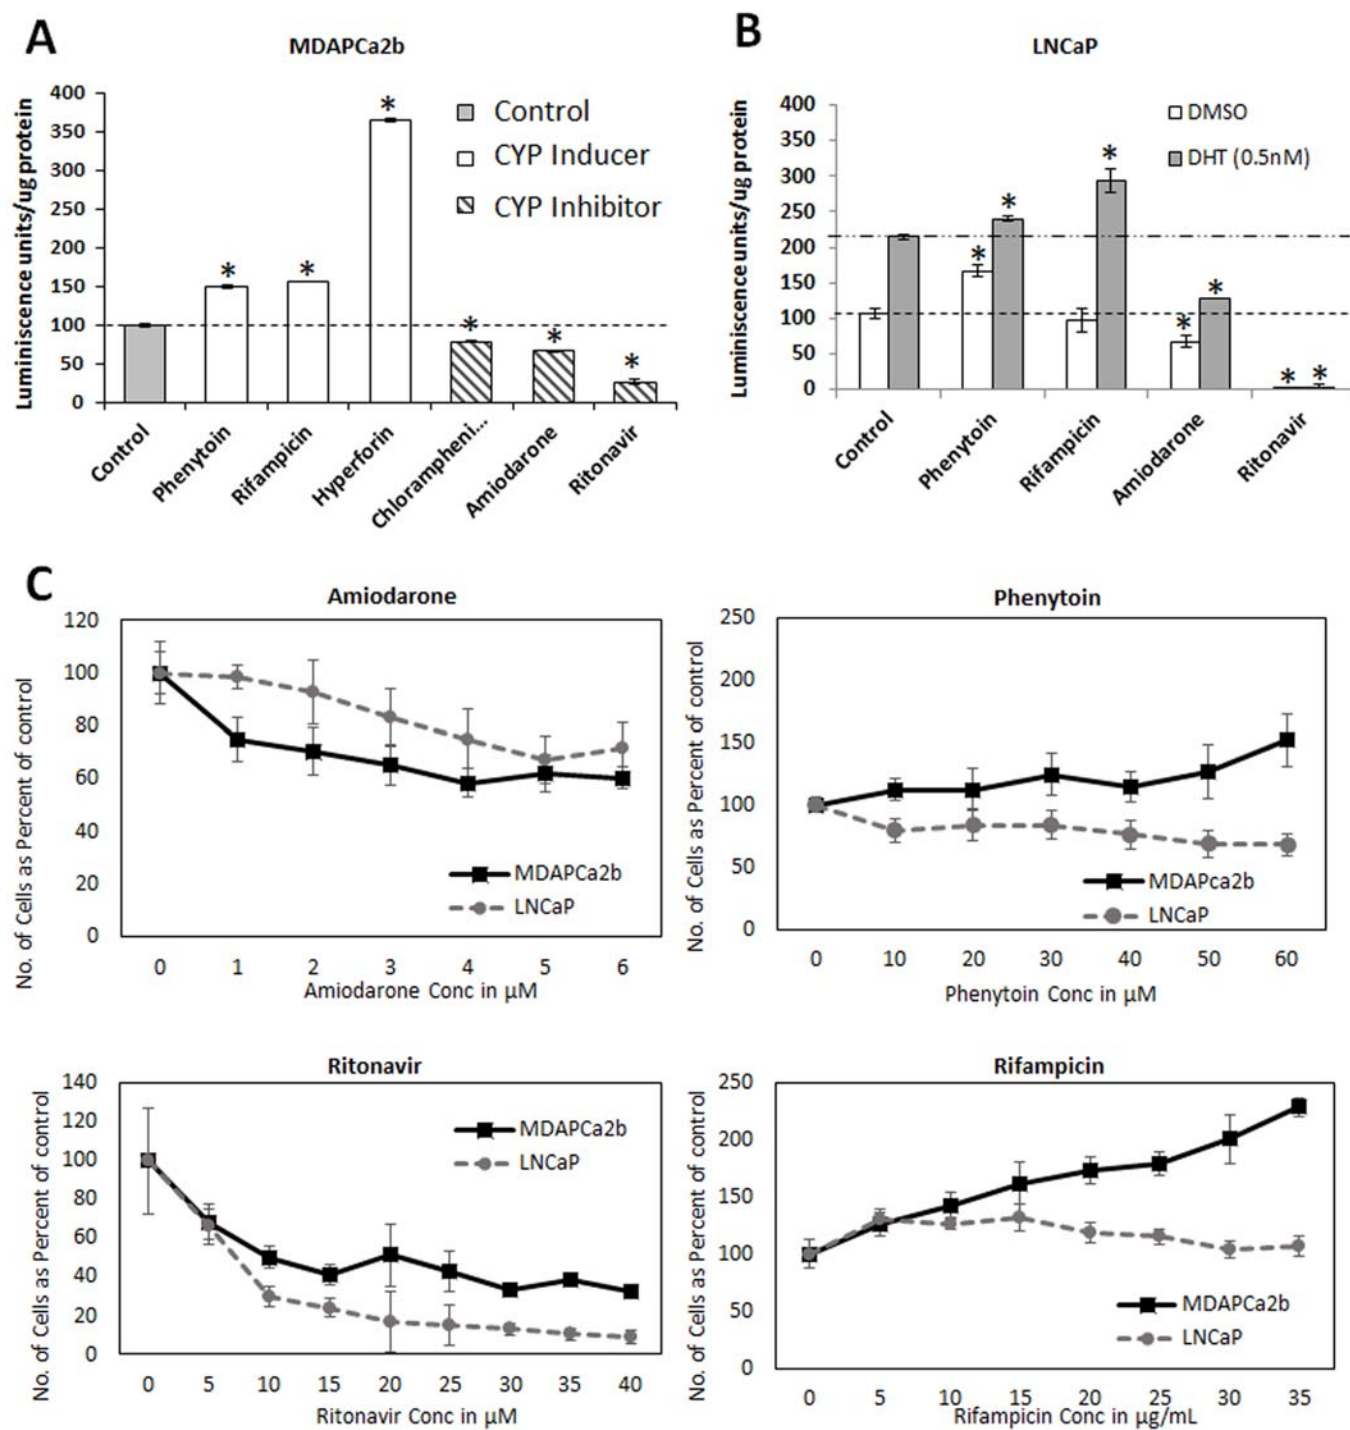 A
MDAPCa2b
Luminiscence units/ug protein
400
350
300
250
200
150
100
50
0
*
*
*
*
*
*
Control
CYP Inducer
CYP Inhibitor
Control
Phenytoin
Rifampicin
Hyperforin
Chlorampheni...
Amiodarone
Ritonavir
B
LNCaP
Luminiscence units/ug protein
400
350
300
250
200
150
100
50
0
*
*
*
*
*
* *
DMSO
DHT (0.5nM)
Control
Phenytoin
Rifampicin
Amiodarone
Ritonavir
C
Amiodarone
No. of Cells as Percent of control
120
100
80
60
40
20
0
MDAPCa2b
LNCaP
0 1 2 3 4 5 6
Amiodarone Conc in µM
Phenytoin
No. of Cells as Percent of control
250
200
150
100
50
0
MDAPca2b
LNCaP
0 10 20 30 40 50 60
Phenytoin Conc in µM
Ritonavir
No. of Cells as Percent of control
140
120
100
80
60
40
20
0
MDAPCa2b
LNCaP
0 5 10 15 20 25 30 35 40
Ritonavir Conc in µM
Rifampicin
No. of Cells as Percent of control
250
200
150
100
50
0
MDAPCa2b
LNCaP
0 5 10 15 20 25 30 35
Rifampicin Conc in µg/mL